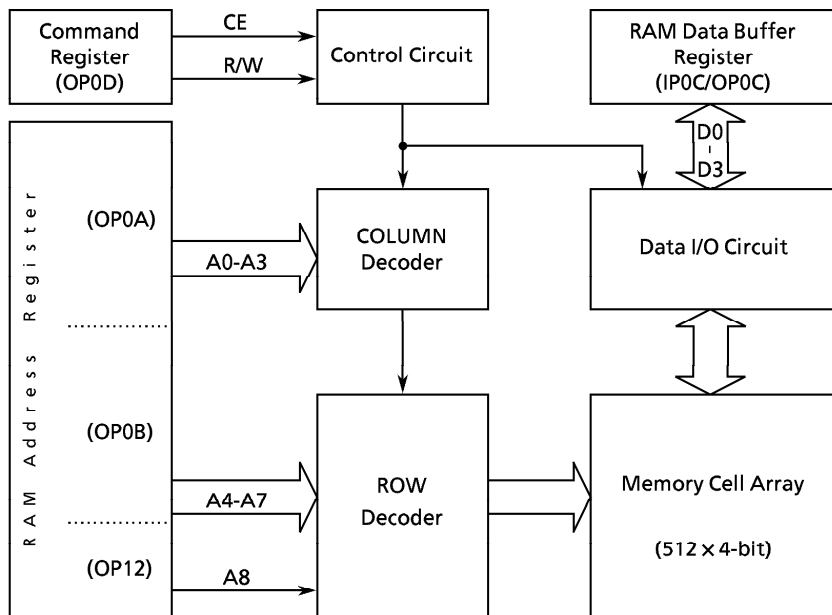 Command
Register
(OP0D)
CE
R/W
Control Circuit
RAM Data Buffer
Register
(IP0C/OP0C)
D0
-
D3
RAM Address Register
(OP0A)
A0-A3
COLUMN
Decoder
Data I/O Circuit
(OP0B)
A4-A7
ROW
Decoder
Memory Cell Array
(512 × 4-bit)
(OP12)
A8